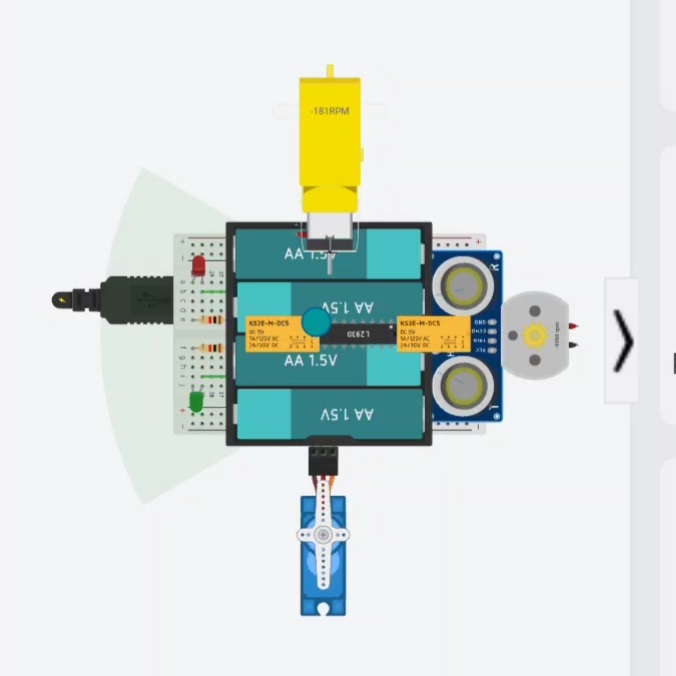 -181RPM
AA 1.5V
AA 1.5V
KS2E-M-DC5
DC 5V
1A/125V AC
2A/30V DC
L293D
KS2E-M-DC5
DC 5V
1A/125V AC
2A/30V DC
AA 1.5V
AA 1.5V
GND
ECHO
TRIG
VCC